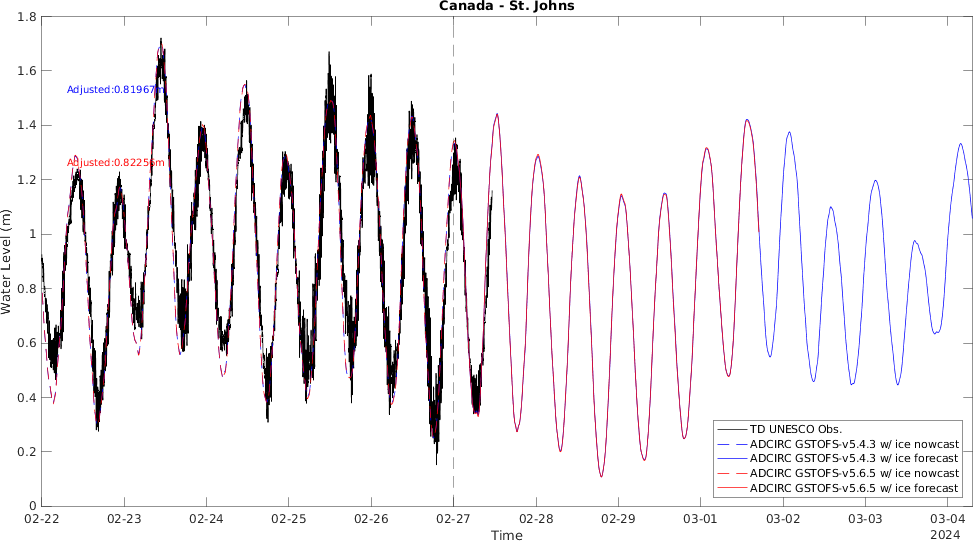 Canada - St. Johns
1.8
1.6
1.4
1.2
1
0.8
0.6
0.4
0.2
0
Water Level (m)
Adjusted:0.81967m
Adjusted:0.82256m
TD UNESCO Obs.
ADCIRC GSTOFS-v5.4.3 w/ ice nowcast
ADCIRC GSTOFS-v5.4.3 w/ ice forecast
ADCIRC GSTOFS-v5.6.5 w/ ice nowcast
ADCIRC GSTOFS-v5.6.5 w/ ice forecast
02-22 02-23 02-24 02-25 02-26 02-27 02-28 02-29 03-01 03-02 03-03 03-04
2024
Time